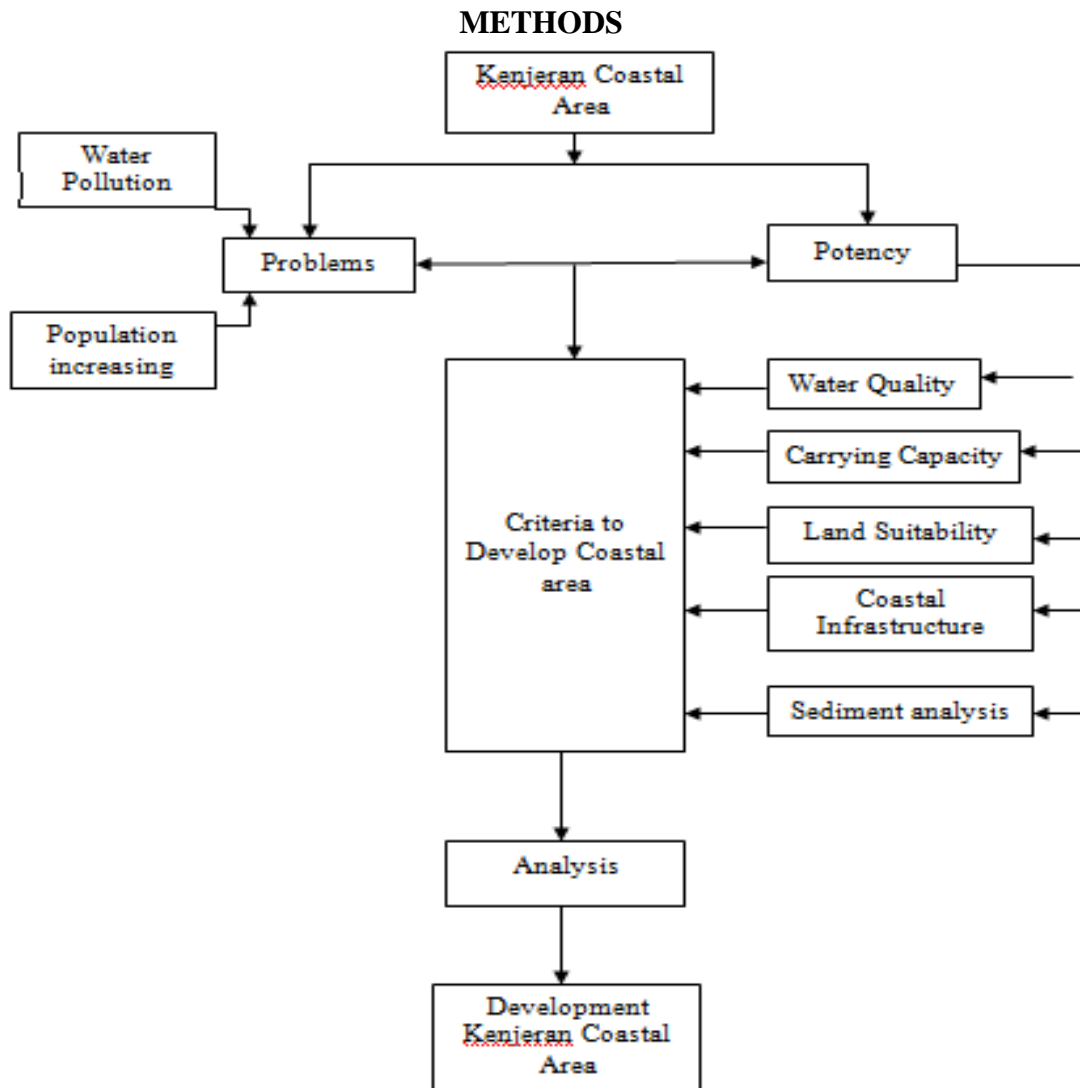 METHODS
Kenjeran Coastal
Area
Water
Pollution
Problems
Potency
Population
increasing
Water Quality
Carrying Capacity
Land Suitability
Criteria to
Develop Coastal
area
Coastal
Infrastructure
Sediment analysis
Analysis
Development
Kenjeran Coastal
Area